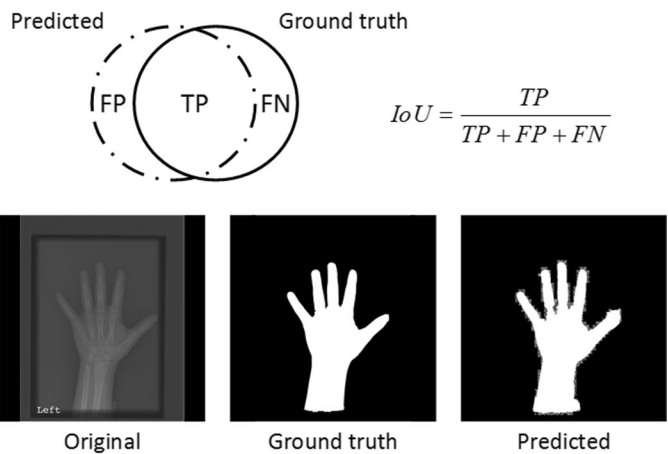 Predicted
Ground truth
FP TP FN
IoU = TP / TP + FP + FN
Left
Original
Ground truth
Predicted